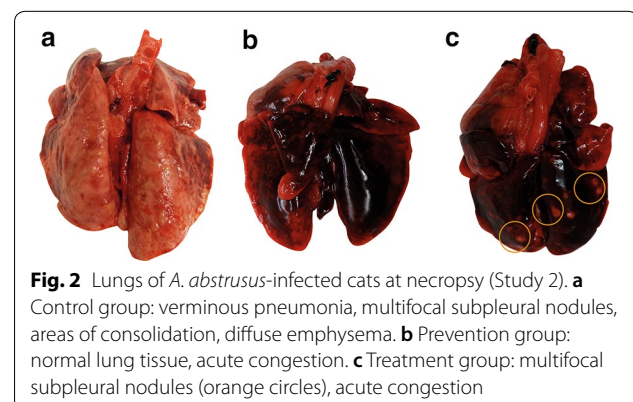 a
b
c
Fig. 2 Lungs of A. abstrusus-infected cats at necropsy (Study 2). a
Control group: verminous pneumonia, multifocal subpleural nodules,
areas of consolidation, diffuse emphysema. b Prevention group:
normal lung tissue, acute congestion. c Treatment group: multifocal
subpleural nodules (orange circles), acute congestion